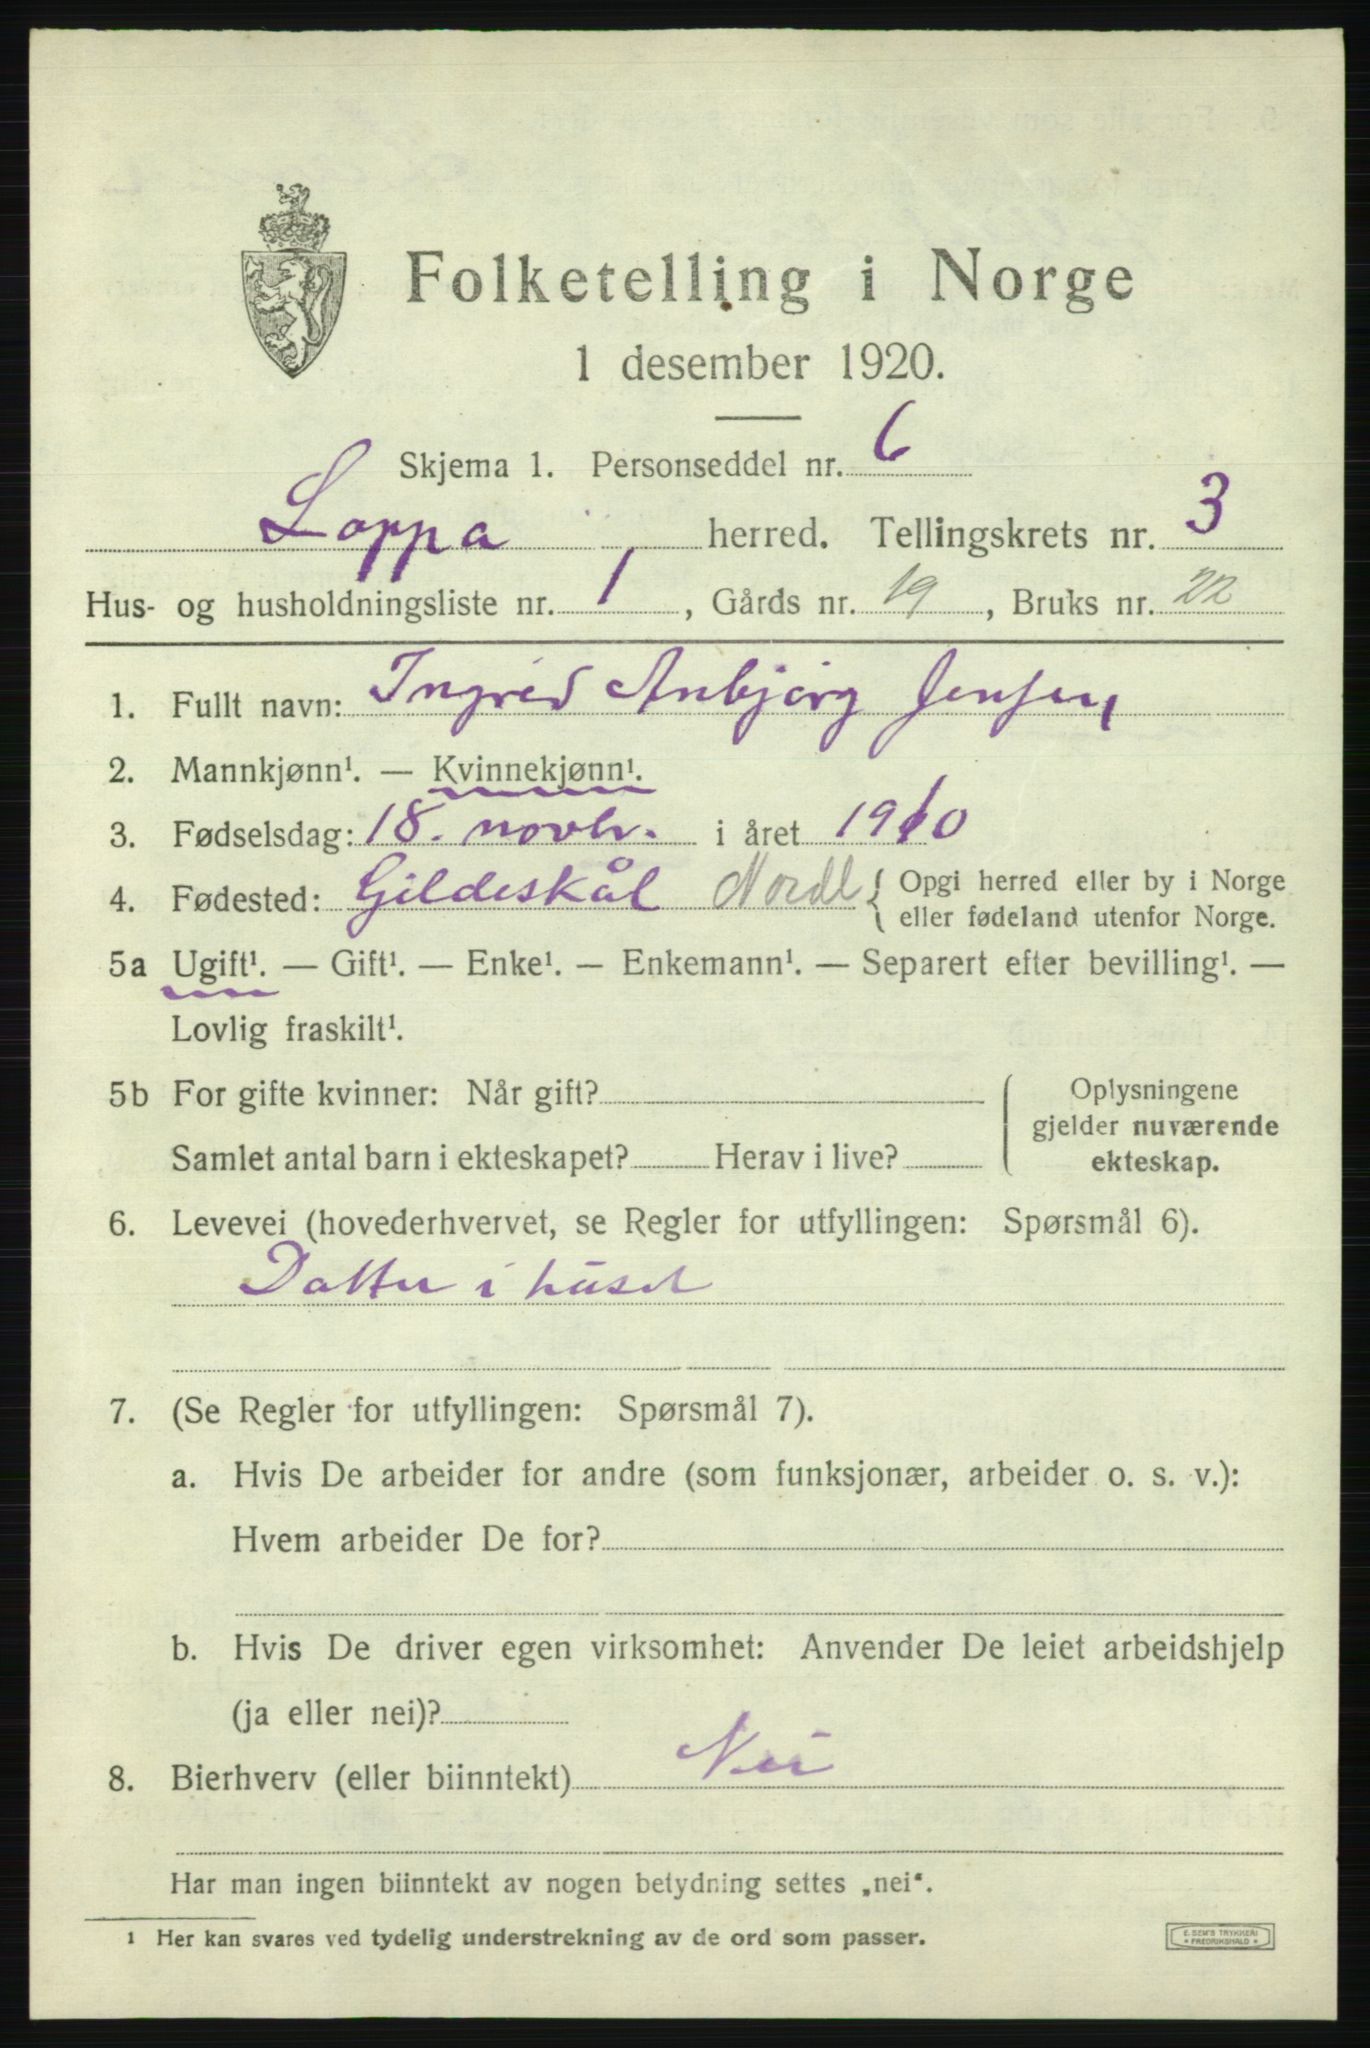 Folketelling i Norge
1 desember 1920.
Skjema 1. Personseddel nr. 6
Loppa herred. Tellingskrets nr. 3
Hus- og husholdningsliste nr. 1, Gårds nr. 19, Bruks nr. 22
1. Fullt navn: Ingrid Anbjörg Jensen
2. Mannkjønn¹. — Kvinnekjønn¹.
3. Fødselsdag: 18. novbr. i året 1910
4. Fødested: Gildeskål Nordl { Opgi herred eller by i Norge
eller fødeland utenfor Norge.
5a Ugift¹. — Gift¹. — Enke¹. — Enkemann¹. — Separert efter bevilling¹. —
Lovlig fraskilt¹.
5b For gifte kvinner: Når gift?
Samlet antal barn i ekteskapet? Herav i live?
Oplysningene
gjelder nuværende
ekteskap.
6. Levevei (hovederhvervet, se Regler for utfyllingen: Spørsmål 6).
Datter i huset
7. (Se Regler for utfyllingen: Spørsmål 7).
a. Hvis De arbeider for andre (som funksjonær, arbeider o. s. v.):
Hvem arbeider De for?
b. Hvis De driver egen virksomhet: Anvender De leiet arbeidshjelp
(ja eller nei)?
8. Bierhverv (eller biinntekt) Nei
Har man ingen biinntekt av nogen betydning settes „nei“.
¹ Her kan svares ved tydelig understrekning av de ord som passer.
E. SEM'S TRYKKERI
• FREDRIKSHALD •